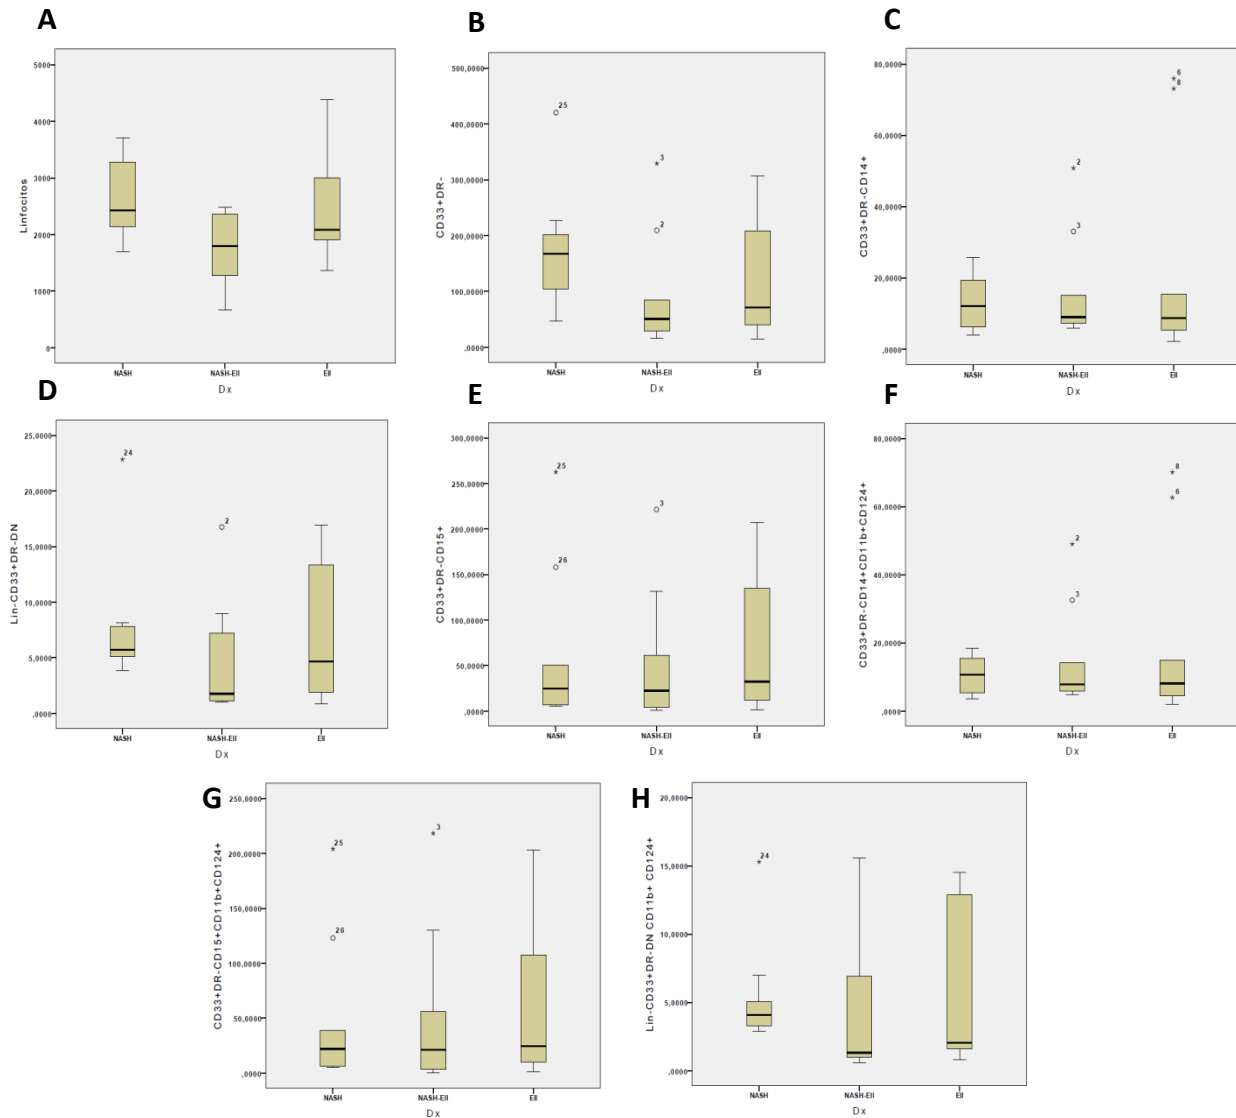 A
Linfocitos
5000
4000
3000
2000
1000
0
NASH
NASH-EII
EII
Dx
B
CD33+DR-
500,0000
400,0000
300,0000
200,0000
100,0000
,0000
25
3
2
NASH
NASH-EII
EII
Dx
C
CD33+DR-CD14+
80,0000
60,0000
40,0000
20,0000
,0000
2
3
6
8
NASH
NASH-EII
EII
Dx
D
Lin-CD33+DR-DN
25,0000
20,0000
15,0000
10,0000
5,0000
,0000
24
2
NASH
NASH-EII
EII
Dx
E
CD33+DR-CD15+
300,0000
250,0000
200,0000
150,0000
100,0000
50,0000
,0000
25
26
3
NASH
NASH-EII
EII
Dx
F
CD33+DR-CD14+CD11b+CD124+
80,0000
60,0000
40,0000
20,0000
,0000
2
3
8
6
NASH
NASH-EII
EII
Dx
G
CD33+DR-CD15+CD11b+CD124+
250,0000
200,0000
150,0000
100,0000
50,0000
,0000
25
26
3
NASH
NASH-EII
EII
Dx
H
Lin-CD33+DR-DN CD11b+ CD124+
20,0000
15,0000
10,0000
5,0000
,0000
24
NASH
NASH-EII
EII
Dx